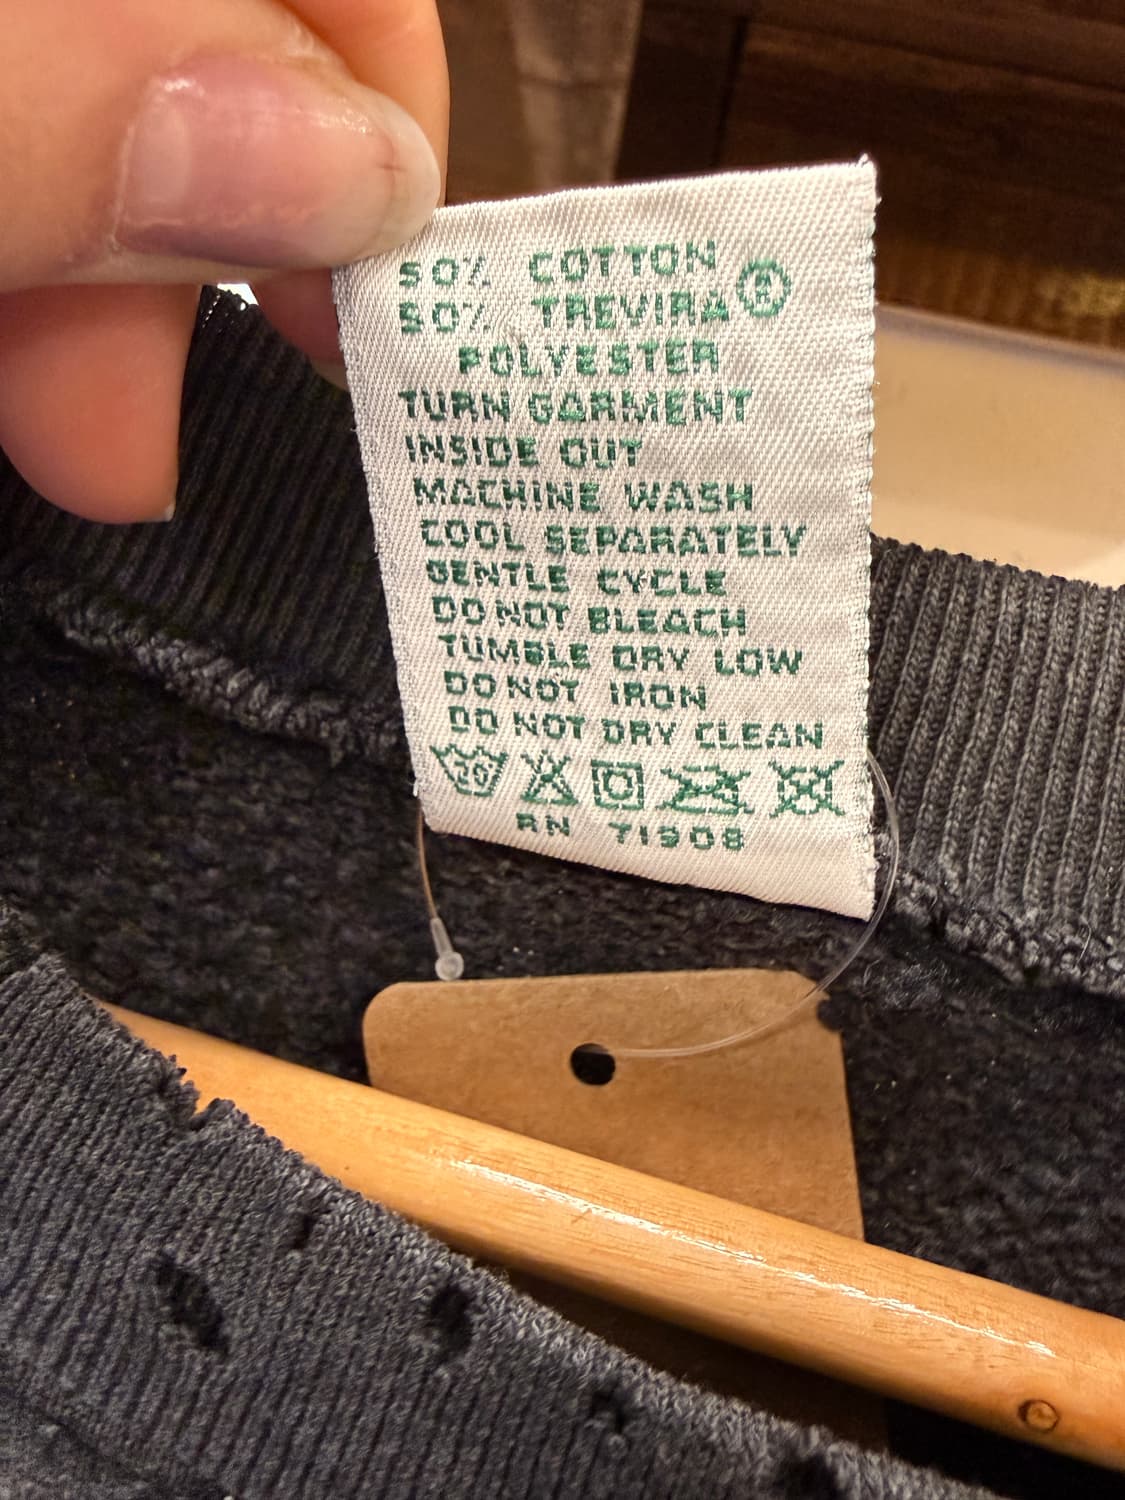 50% COTTON
50% TREVIRA®
POLYESTER
TURN GARMENT
INSIDE OUT
MACHINE WASH
COOL SEPARATELY
GENTLE CYCLE
DO NOT BLEACH
TUMBLE DRY LOW
DO NOT IRON
DO NOT DRY CLEAN
RN 71908